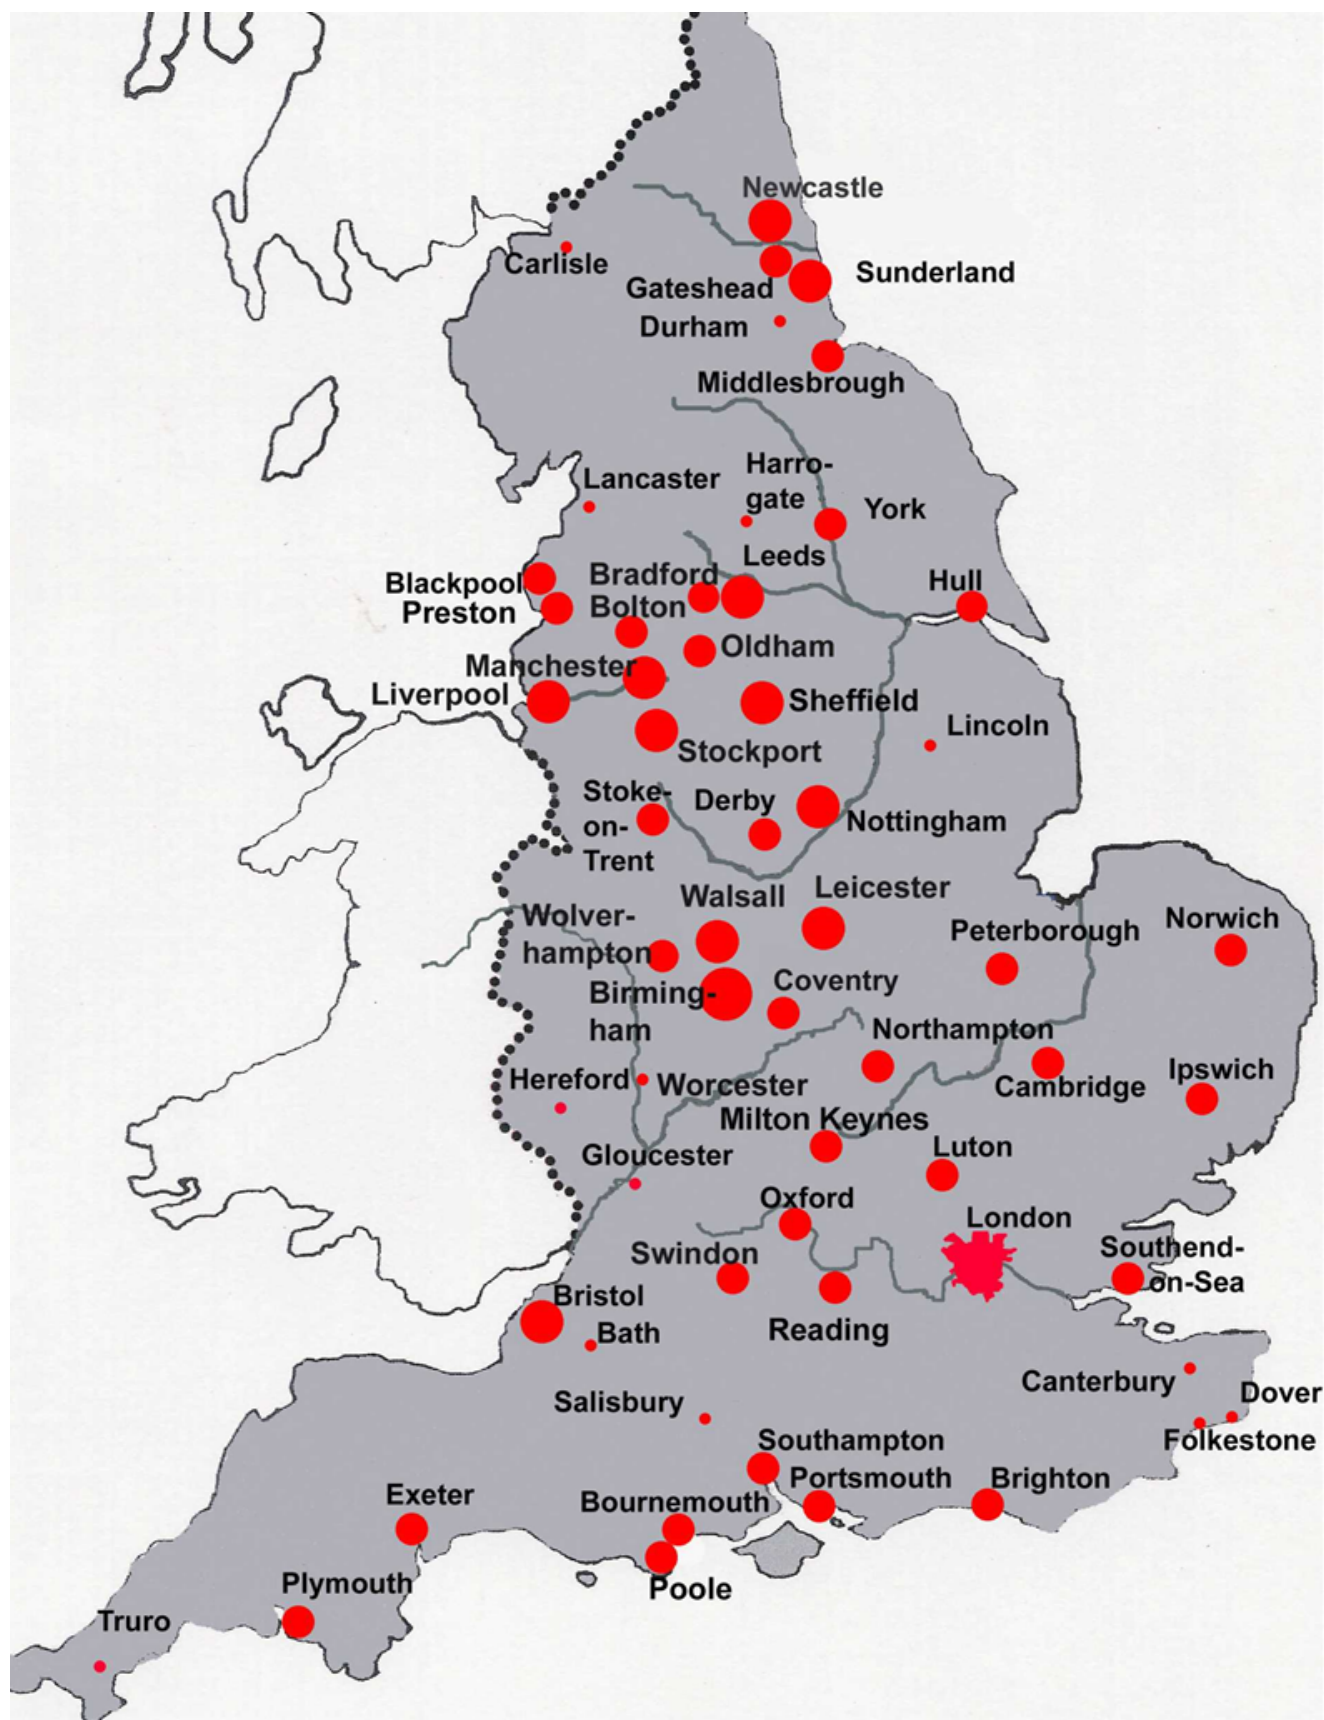 Newcastle
Carlisle
Sunderland
Gateshead
Durham
Middlesbrough
Harro-
gate
Lancaster
York
Leeds
Blackpool
Bradford
Hull
Preston
Bolton
Oldham
Manchester
Liverpool
Sheffield
Lincoln
Stockport
Stoke-
on-
Trent
Derby
Nottingham
Walsall
Leicester
Wolver-
hampton
Peterborough
Norwich
Birming-
ham
Coventry
Northampton
Hereford
Worcester
Cambridge
Ipswich
Milton Keynes
Gloucester
Luton
Oxford
London
Swindon
Southend-
on-Sea
Bristol
Bath
Reading
Canterbury
Dover
Salisbury
Folkestone
Southampton
Portsmouth
Brighton
Exeter
Bournemouth
Plymouth
Poole
Truro